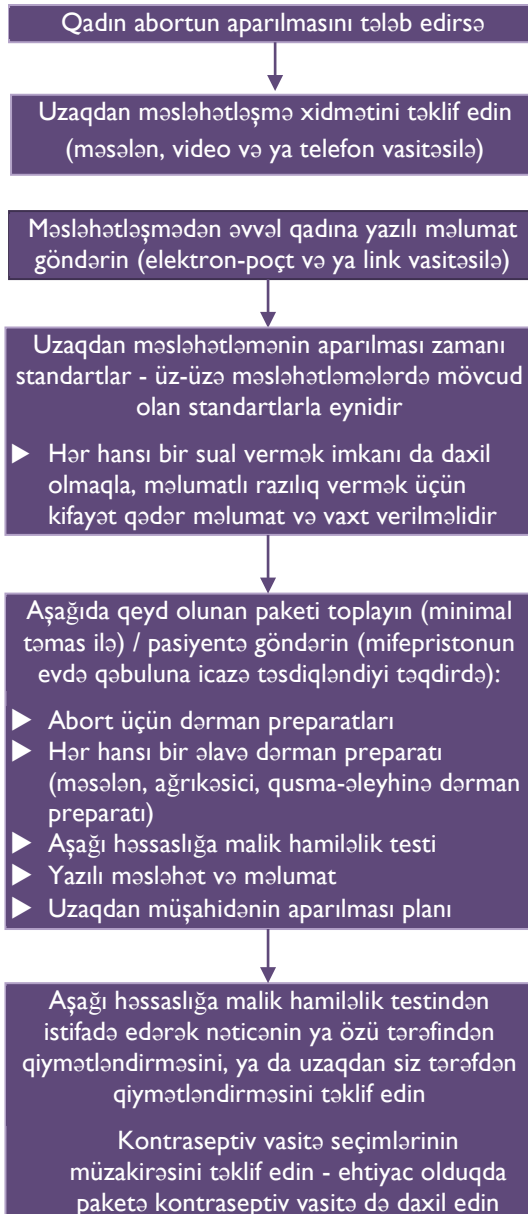 Qadın abortun aparılmasını tələb edirsə
Uzaqdan məsləhətləşmə xidmətini təklif edin
(məsələn, video və ya telefon vasitəsilə)
Məsləhətləşmədən əvvəl qadına yazılı məlumat
göndərin (elektron-poçt və ya link vasitəsilə)
Uzaqdan məsləhətləmənin aparılması zamanı
standartlar - üz-üzə məsləhətləmələrdə mövcud
olan standartlarla eynidir
▶ Hər hansı bir sual vermək imkanı da daxil
olmaqla, məlumatlı razılıq vermək üçün
kifayət qədər məlumat və vaxt verilməlidir
Aşağıda qeyd olunan paketi toplayın (minimal
təmas ilə) / pasiyentə göndərin (mifepristonun
evdə qəbuluna icazə təsdiqləndiyi təqdirdə):
▶ Abort üçün dərman preparatları
▶ Hər hansı bir əlavə dərman preparatı
(məsələn, ağrıkəsici, qusma-əleyhinə dərman
preparatı)
▶ Aşağı həssaslığa malik hamiləlik testi
▶ Yazılı məsləhət və məlumat
▶ Uzaqdan müşahidənin aparılması planı
Aşağı həssaslığa malik hamiləlik testindən
istifadə edərək nəticənin ya özü tərəfindən
qiymətləndirməsini, ya da uzaqdan siz tərəfdən
qiymətləndirməsini təklif edin
Kontraseptiv vasitə seçimlərinin
müzakirəsini təklif edin - ehtiyac olduqda
paketə kontraseptiv vasitə də daxil edin